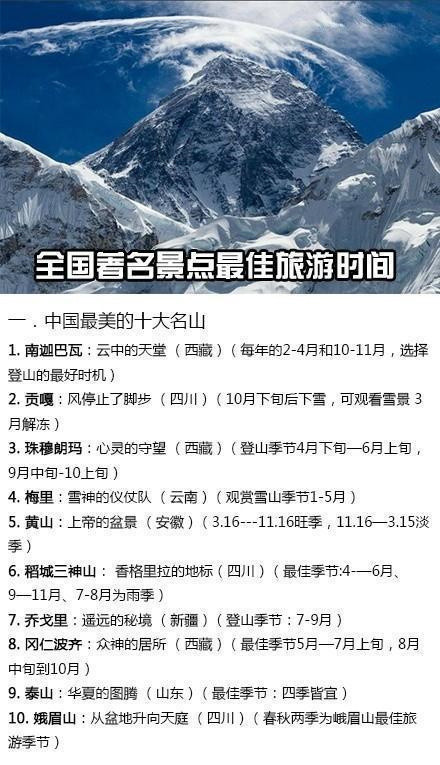 全国著名景点最佳旅游时间
一．中国最美的十大名山
1. 南迦巴瓦：云中的天堂 （西藏）（ 每年的2-4月和10-11月，选择
登山的最好时机）
2. 贡嘎：风停止了脚步 （四川）（ 10月下旬后下雪，可观看雪景 3
月解冻）
3. 珠穆朗玛：心灵的守望 （西藏）（登山季节4月下旬—6月上旬，
9月中旬-10上旬）
4. 梅里：雪神的仪仗队 （云南）（ 观赏雪山季节1-5月）
5. 黄山：上帝的盆景 （安徽）（ 3.16---11.16旺季，11.16—3.15淡
季）
6. 稻城三神山： 香格里拉的地标（四川）（ 最佳季节:4-—6月、
9—11月、7-8月为雨季）
7. 乔戈里：遥远的秘境 （新疆）（登山季节：7-9月）
8. 冈仁波齐：众神的居所 （西藏）（ 最佳季节5月—7月上旬，8月
中旬到10月）
9. 泰山：华夏的图腾 （山东）（ 最佳季节：四季皆宜）
10. 娥眉山：从盆地升向天庭 （四川）（春秋两季为峨眉山最佳旅
游季节）